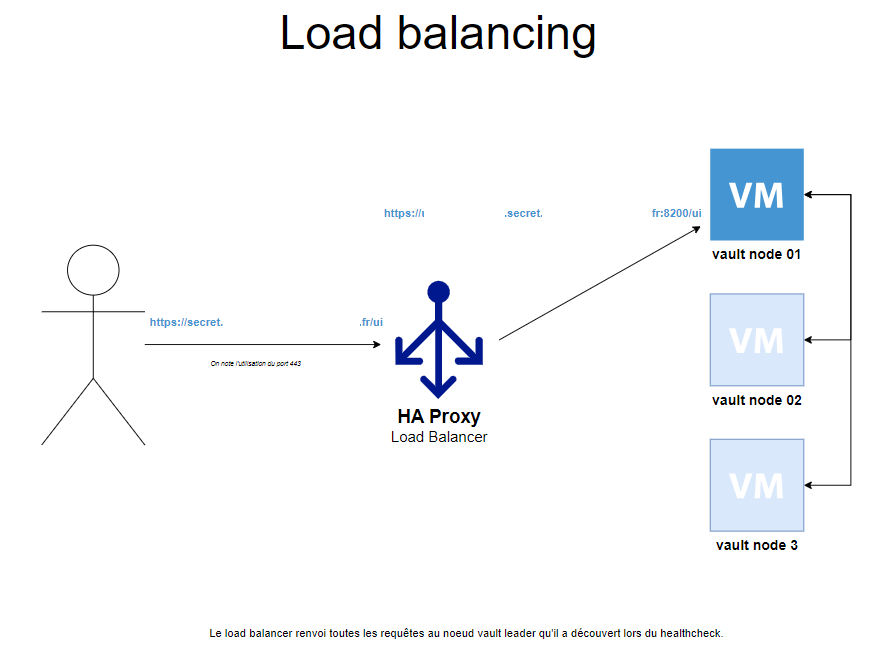 Load balancing
https://
.secret.
fr:8200/ui
VM
vault node 01
https://secret.
.fr/ui
On note l'utilisation du port 443
VM
vault node 02
HA Proxy
Load Balancer
VM
vault node 3
Le load balancer renvoi toutes les requêtes au noeud vault leader qu'il a découvert lors du healthcheck.